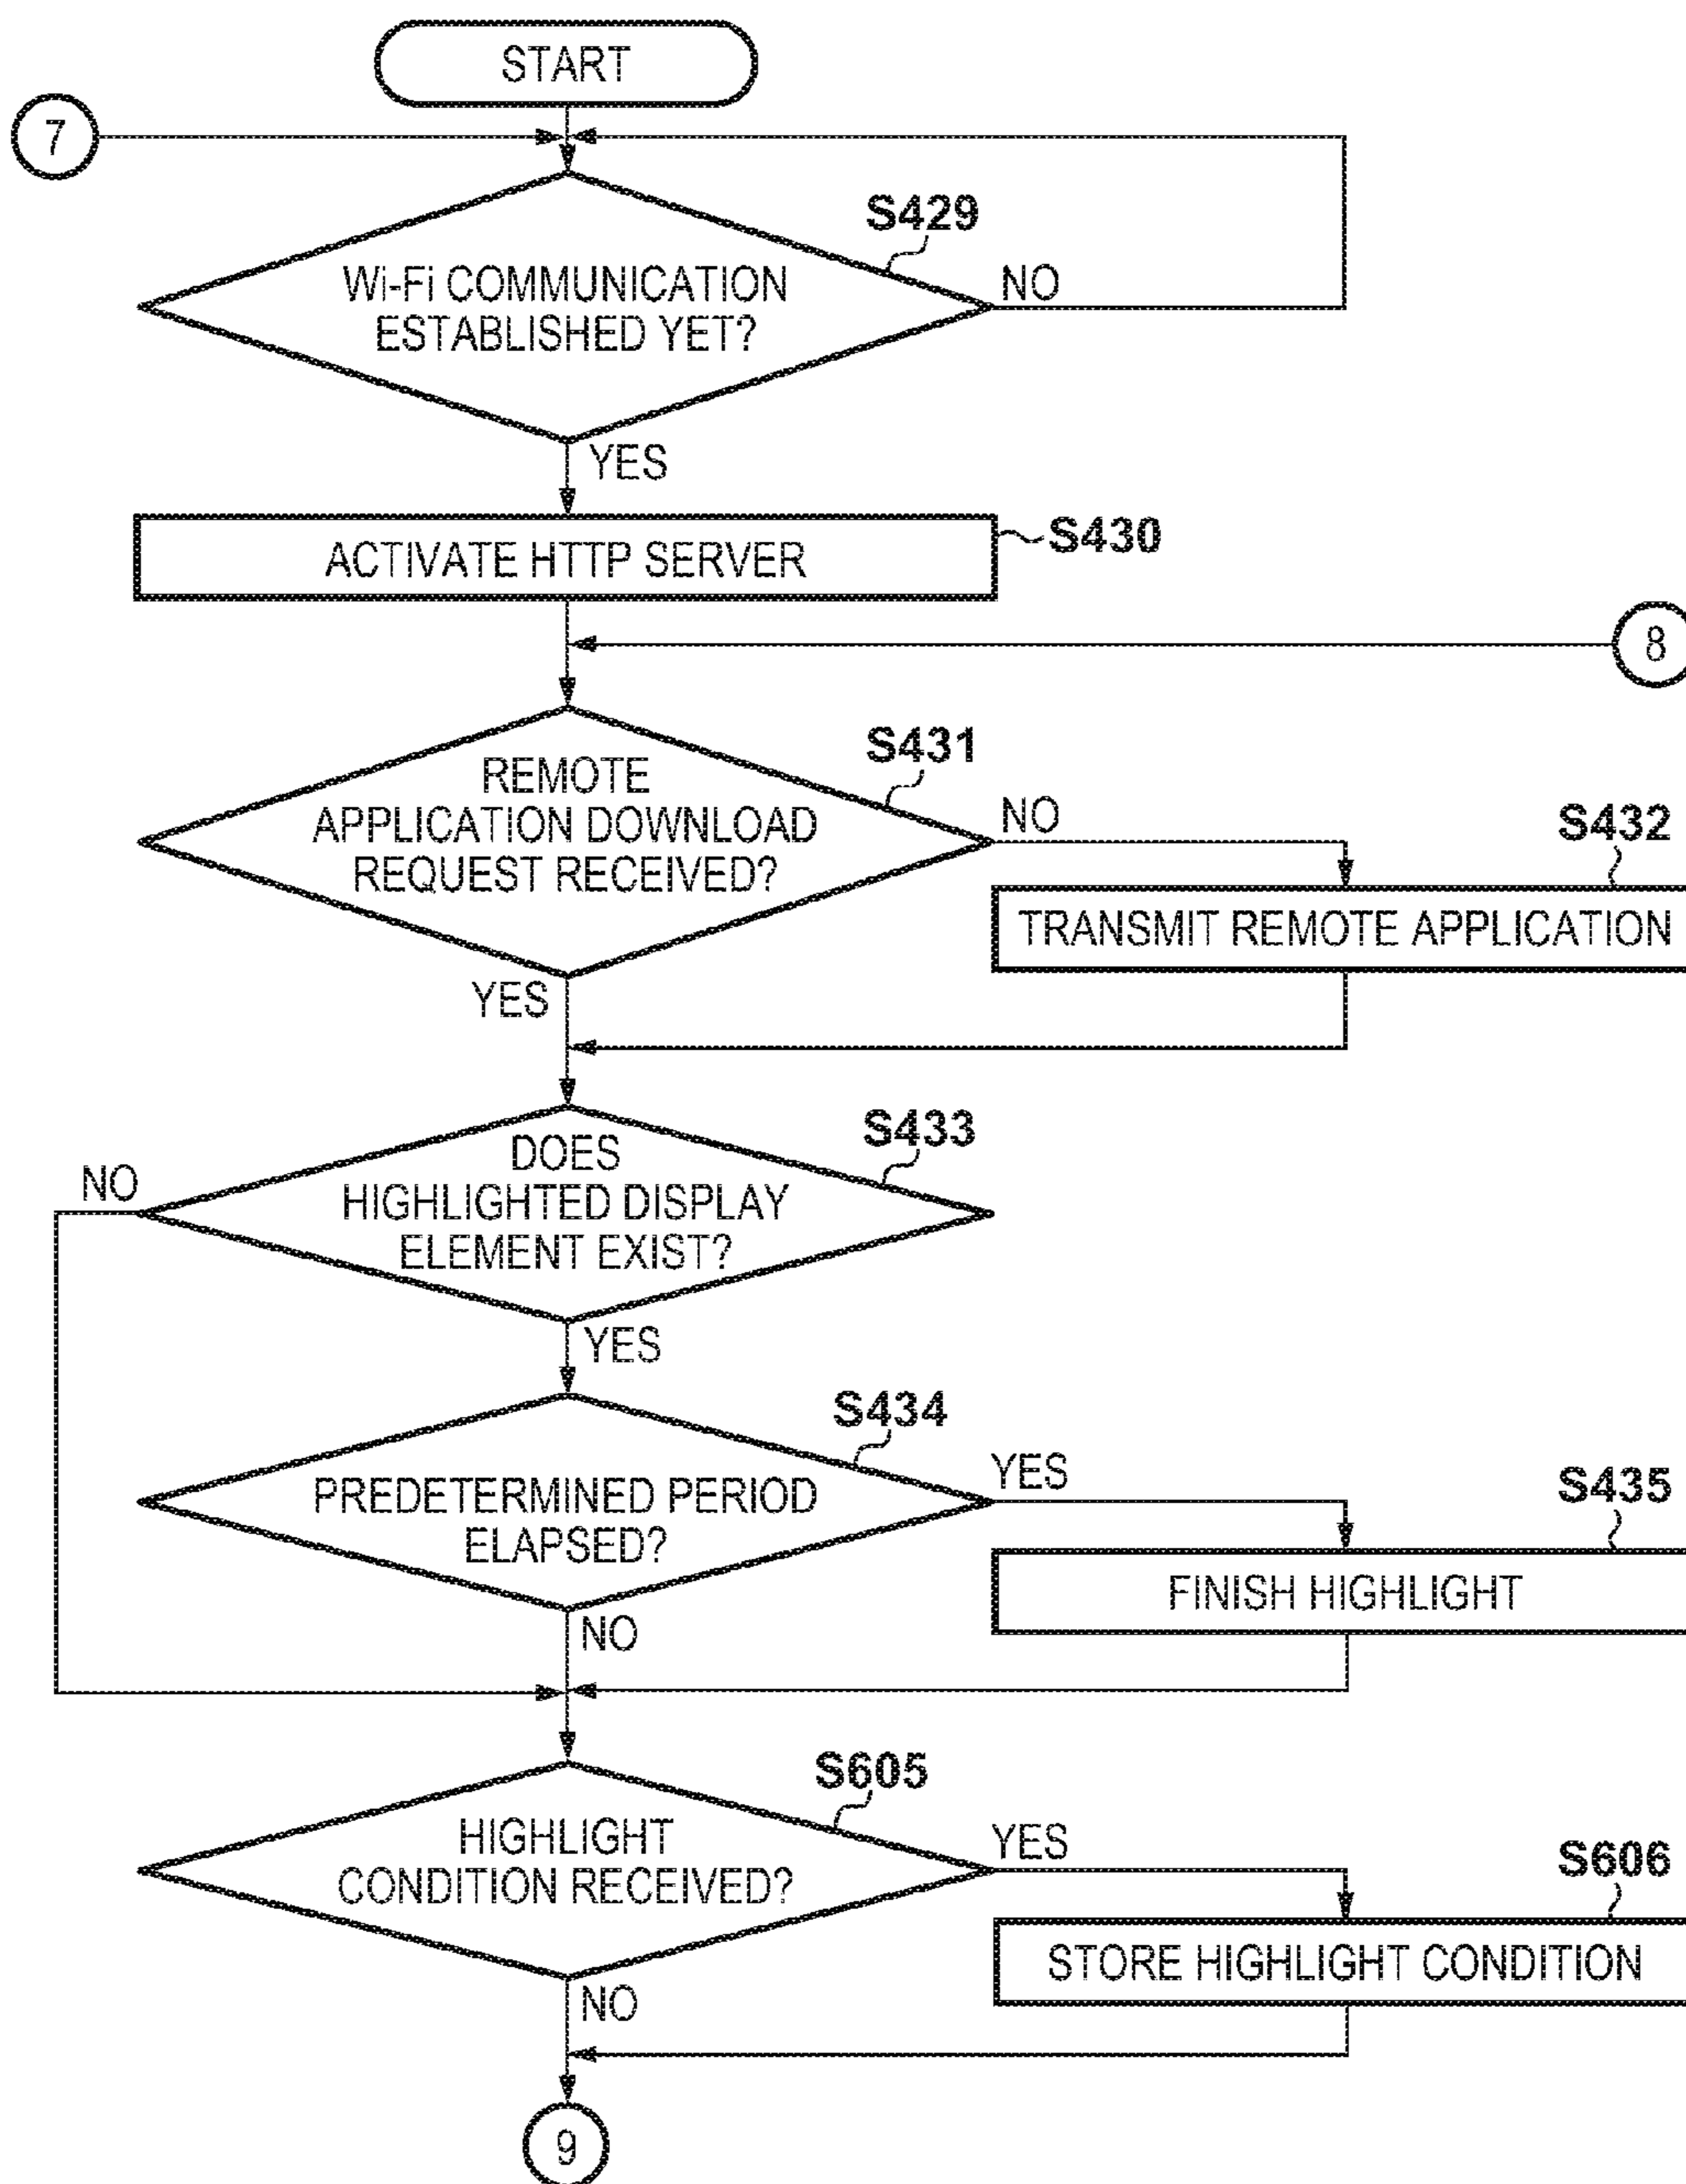 START
7
S429
Wi-Fi COMMUNICATION
ESTABLISHED YET?
NO
YES
ACTIVATE HTTP SERVER
S430
8
S431
REMOTE
APPLICATION DOWNLOAD
REQUEST RECEIVED?
NO
S432
TRANSMIT REMOTE APPLICATION
YES
S433
DOES
HIGHLIGHTED DISPLAY
ELEMENT EXIST?
NO
YES
S434
PREDETERMINED PERIOD
ELAPSED?
YES
S435
FINISH HIGHLIGHT
NO
S605
HIGHLIGHT
CONDITION RECEIVED?
YES
S606
STORE HIGHLIGHT CONDITION
NO
9